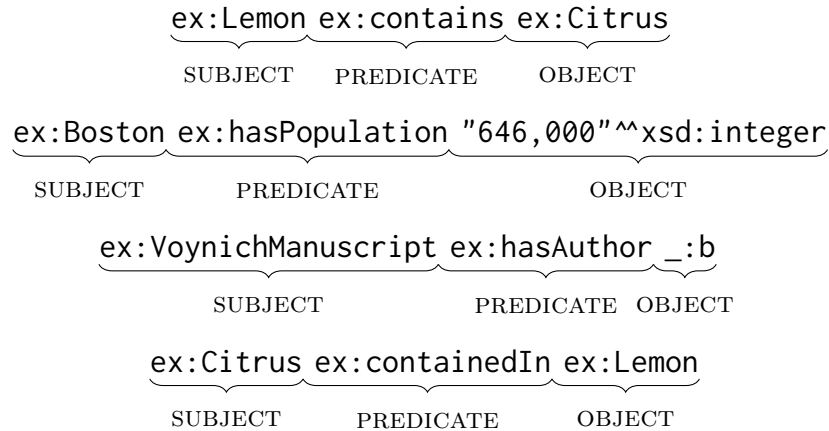 ex:Lemon ex:contains ex:Citrus
SUBJECT PREDICATE OBJECT
ex:Boston ex:hasPopulation "646,000"^^xsd:integer
SUBJECT PREDICATE OBJECT
ex:VoynichManuscript ex:hasAuthor _:b
SUBJECT PREDICATE OBJECT
ex:Citrus ex:containedIn ex:Lemon
SUBJECT PREDICATE OBJECT